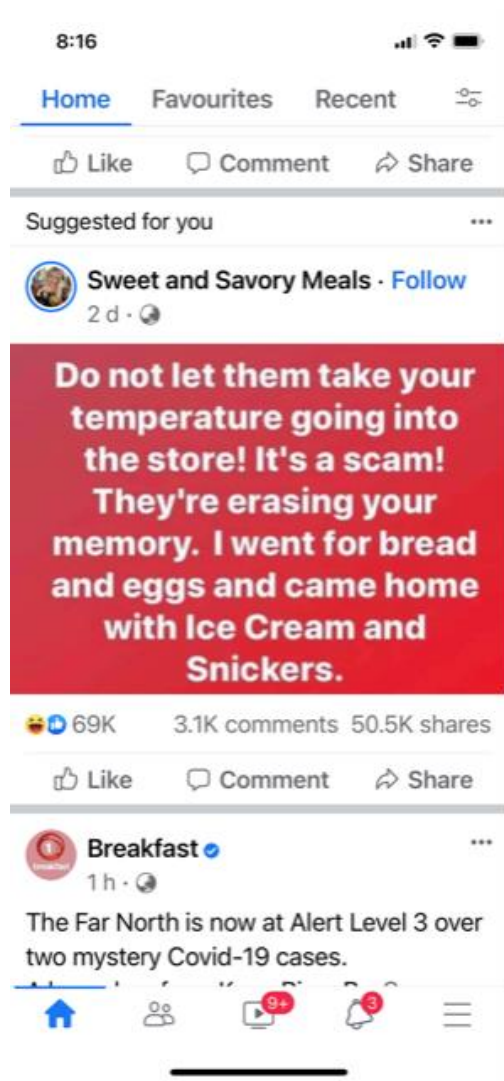 8:16
Home Favourites Recent
Like Comment Share
Suggested for you
Sweet and Savory Meals · Follow
2 d ·
Do not let them take your
temperature going into
the store! It's a scam!
They're erasing your
memory. I went for bread
and eggs and came home
with Ice Cream and
Snickers.
69K 3.1K comments 50.5K shares
Like Comment Share
Breakfast
1 h ·
The Far North is now at Alert Level 3 over
two mystery Covid-19 cases.
9+ 3